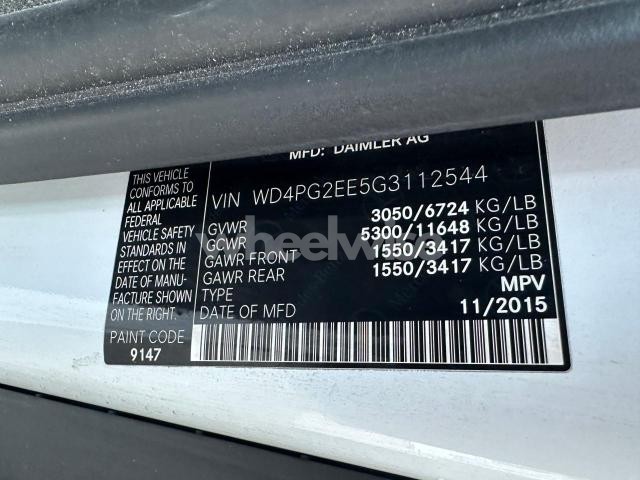 MFD: DAIMLER AG
THIS VEHICLE
CONFORMS TO
ALL APPLICABLE
FEDERAL
VEHICLE SAFETY
STANDARDS IN
EFFECT ON THE
DATE OF MANU-
FACTURE SHOWN
ON THE RIGHT.
PAINT CODE
9147
VIN WD4PG2EE5G3112544
GVWR 3050/6724 KG/LB
GCWR 5300/11648 KG/LB
GAWR FRONT 1550/3417 KG/LB
GAWR REAR 1550/3417 KG/LB
TYPE MPV
DATE OF MFD 11/2015